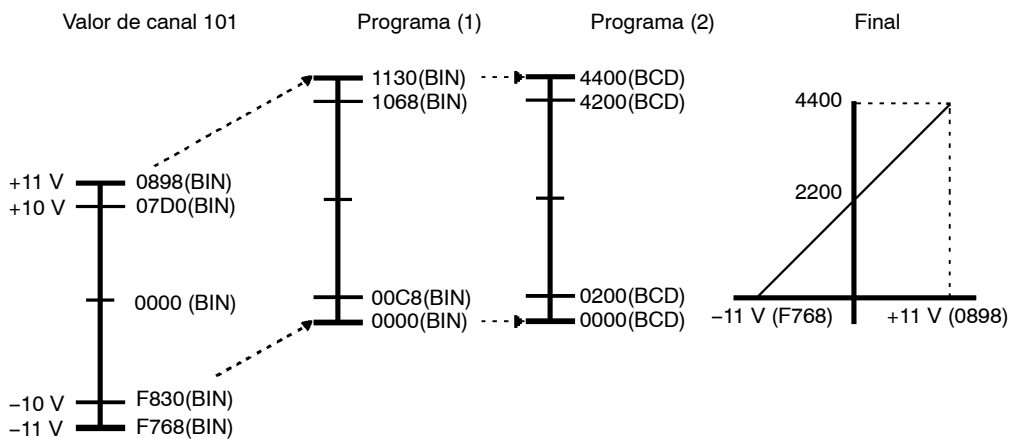 Valor de canal 101
Programa (1)
Programa (2)
Final
+11 V 0898(BIN)
+10 V 07D0(BIN)
0000 (BIN)
−10 V F830(BIN)
−11 V F768(BIN)
1130(BIN)
1068(BIN)
00C8(BIN)
0000(BIN)
4400(BCD)
4200(BCD)
0200(BCD)
0000(BCD)
4400
2200
−11 V (F768) +11 V (0898)